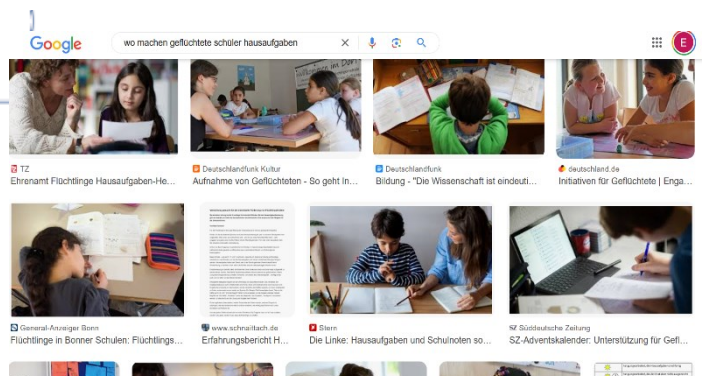 Google
wo machen geflüchtete schüler hausaufgaben
E
TZ
Ehrenamt Flüchtlinge Hausaufgaben-He...
Deutschlandfunk Kultur
Aufnahme von Geflüchteten - So geht In...
Deutschlandfunk
Bildung - "Die Wissenschaft ist eindeuti...
deutschland.de
Initiativen für Geflüchtete | Enga...
General-Anzeiger Bonn
Flüchtlinge in Bonner Schulen: Flüchtlings...
www.schnaittach.de
Erfahrungsbericht H...
Stern
Die Linke: Hausaufgaben und Schulnoten so...
SZ Süddeutsche Zeitung
SZ-Adventskalender: Unterstützung für Gefl...